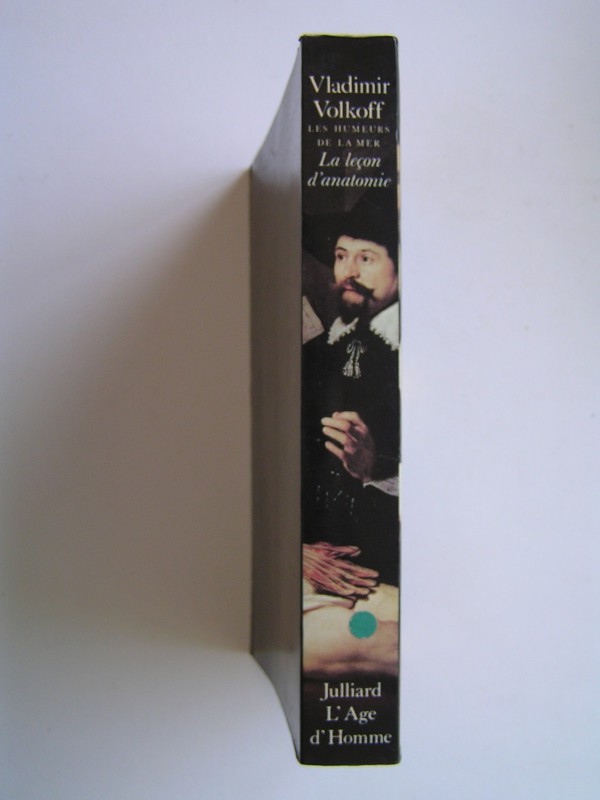 Vladimir
Volkoff
LES HUMEURS
DE LA MER
La leçon
d'anatomie
Julliard
L'Age
d'Homme